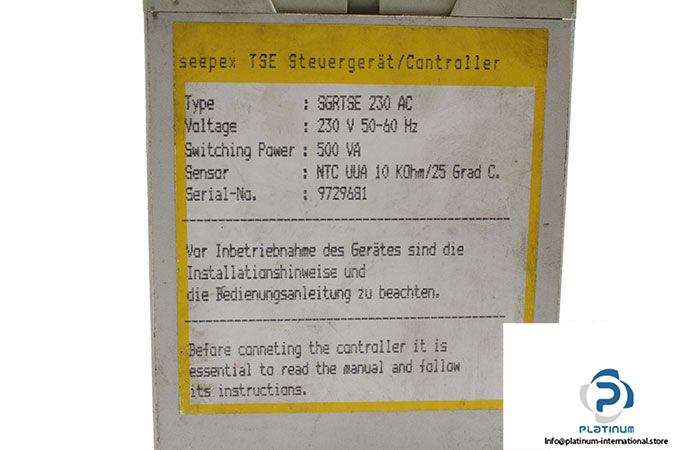 seepex TSE Steuergerät/Controller
Type : SGRTSE 230 AC
Voltage : 230 V 50-60 Hz
Switching Power : 500 VA
Sensor : NTC UUA 10 KOhm/25 Grad C.
Serial-No. : 9729681
Vor Inbetriebnahme des Gerätes sind die
Installationshinweise und
die Bedienungsanleitung zu beachten.
Before conneting the controller it is
essential to read the manual and follow
its instructions.
PLATINUM
Info@platinum-international.store